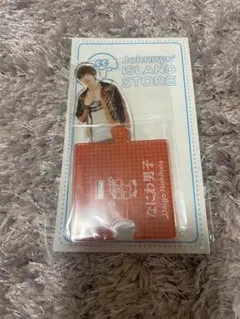 Johnnys'
ISLAND
STORE
なにわ男子
Daigo Nishihata